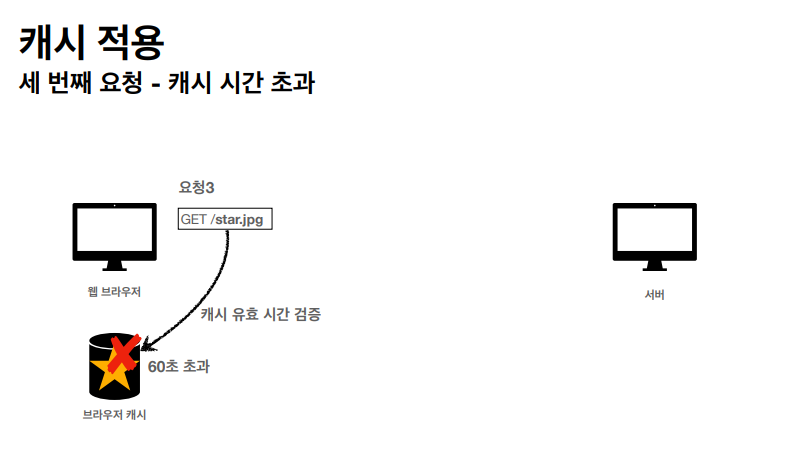 캐시 적용
세 번째 요청 - 캐시 시간 초과
요청3
GET /star.jpg
웹 브라우저
서버
캐시 유효 시간 검증
60초 초과
브라우저 캐시